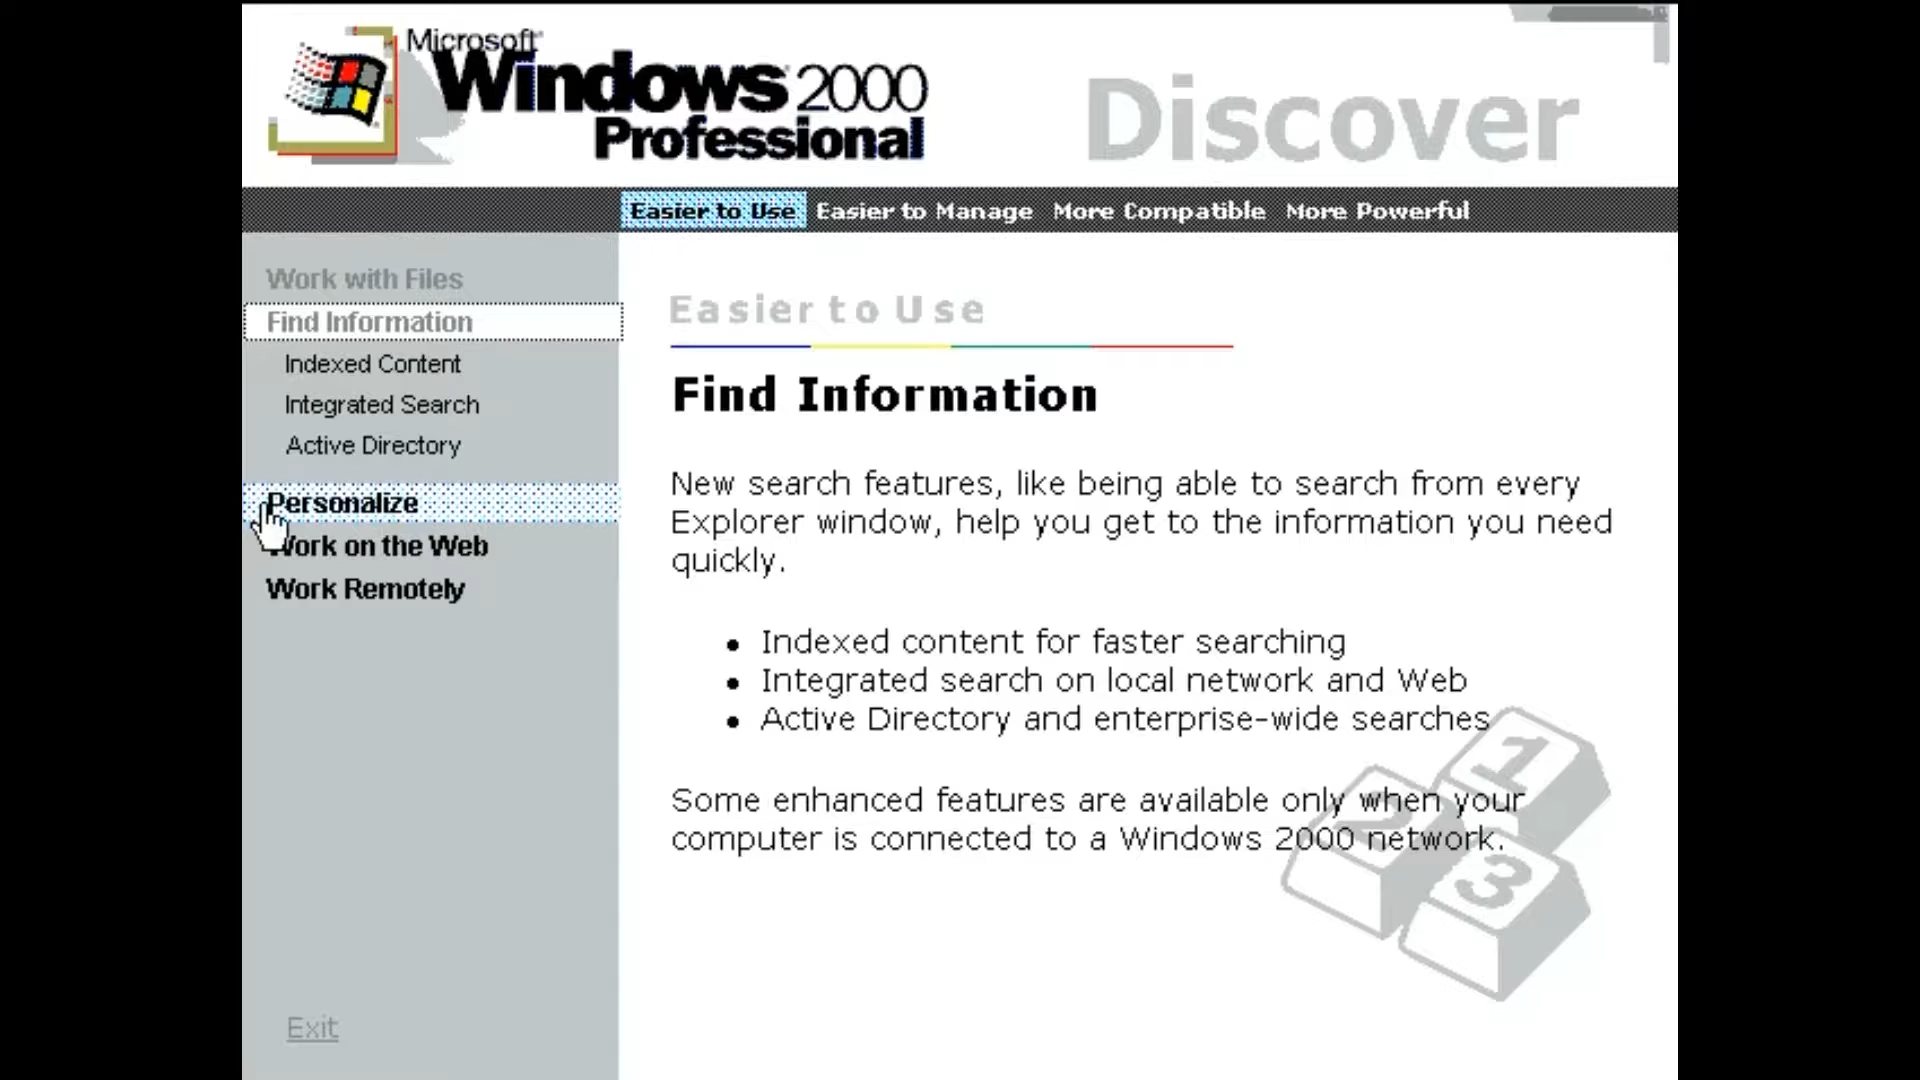 Microsoft
Windows 2000
Professional
Discover
Easier to Use Easier to Manage More Compatible More Powerful
Work with Files
Find Information
Indexed Content
Integrated Search
Active Directory
Personalize
Work on the Web
Work Remotely
Exit
Easier to Use
Find Information
New search features, like being able to search from every
Explorer window, help you get to the information you need
quickly.
• Indexed content for faster searching
• Integrated search on local network and Web
• Active Directory and enterprise-wide searches
Some enhanced features are available only when your
computer is connected to a Windows 2000 network.
1
2
3